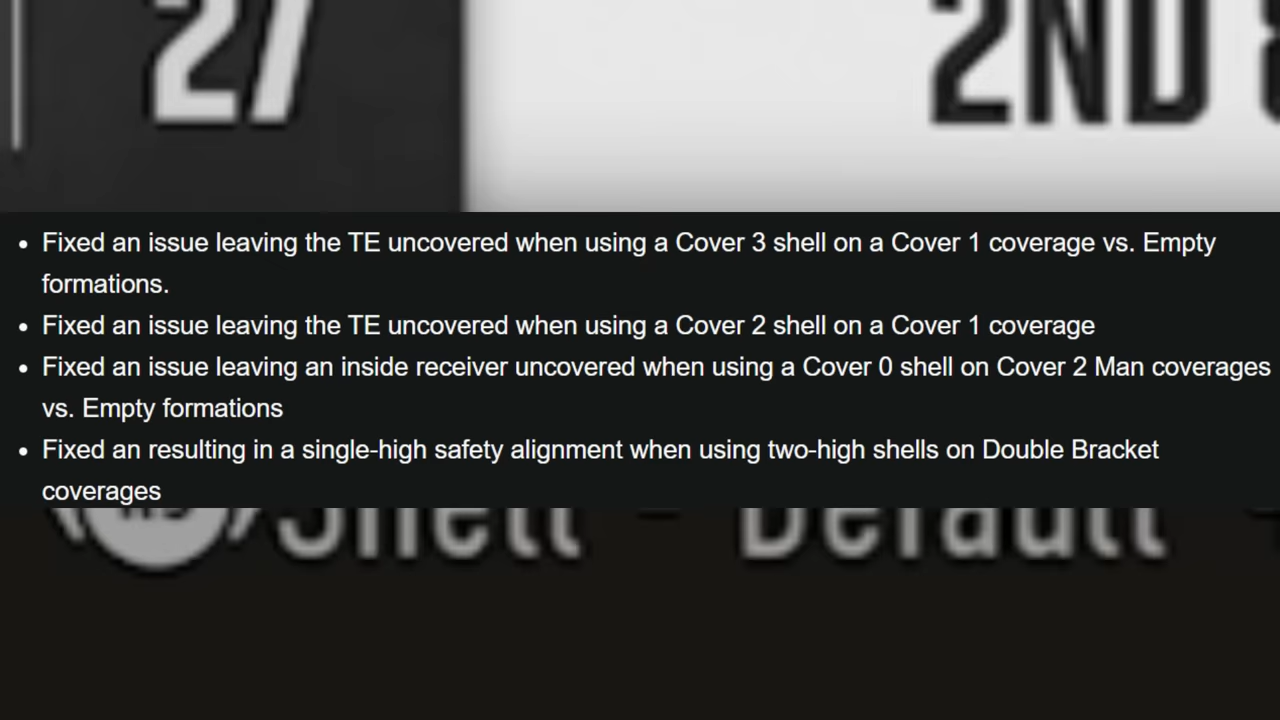 27
2ND
• Fixed an issue leaving the TE uncovered when using a Cover 3 shell on a Cover 1 coverage vs. Empty
formations.
• Fixed an issue leaving the TE uncovered when using a Cover 2 shell on a Cover 1 coverage
• Fixed an issue leaving an inside receiver uncovered when using a Cover 0 shell on Cover 2 Man coverages
vs. Empty formations
• Fixed an resulting in a single-high safety alignment when using two-high shells on Double Bracket
coverages
Shell - Default